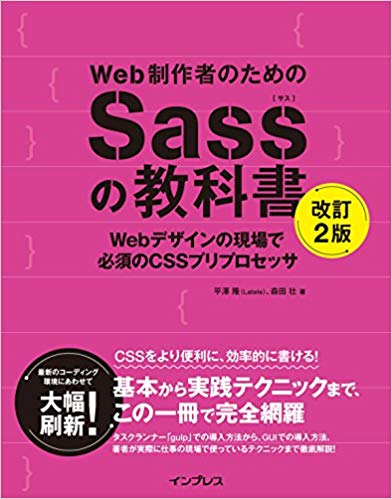 Web制作者のための
Sass
[サス]
の教科書
改訂
2版
Webデザインの現場で
必須のCSSプリプロセッサ
平澤 隆(Latele)、森田 壮 著
CSSをより便利に、効率的に書ける!
最新のコーディング
環境にあわせて
大幅
刷新!
基本から実践テクニックまで、
この一冊で完全網羅
タスクランナー「gulp」での導入方法から、GUIでの導入方法、
著者が実際に仕事の現場で使っているテクニックまで徹底解説!
インプレス